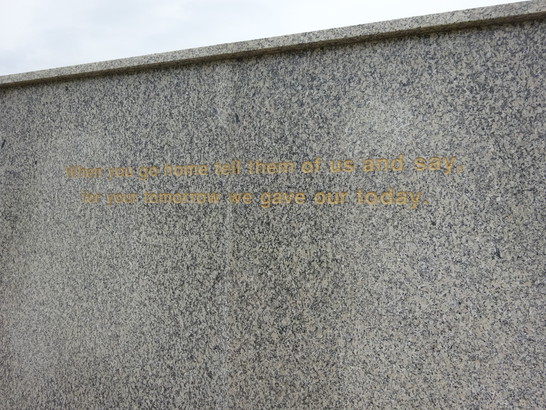 When you go home tell them of us and say,
for your tomorrow we gave our today.